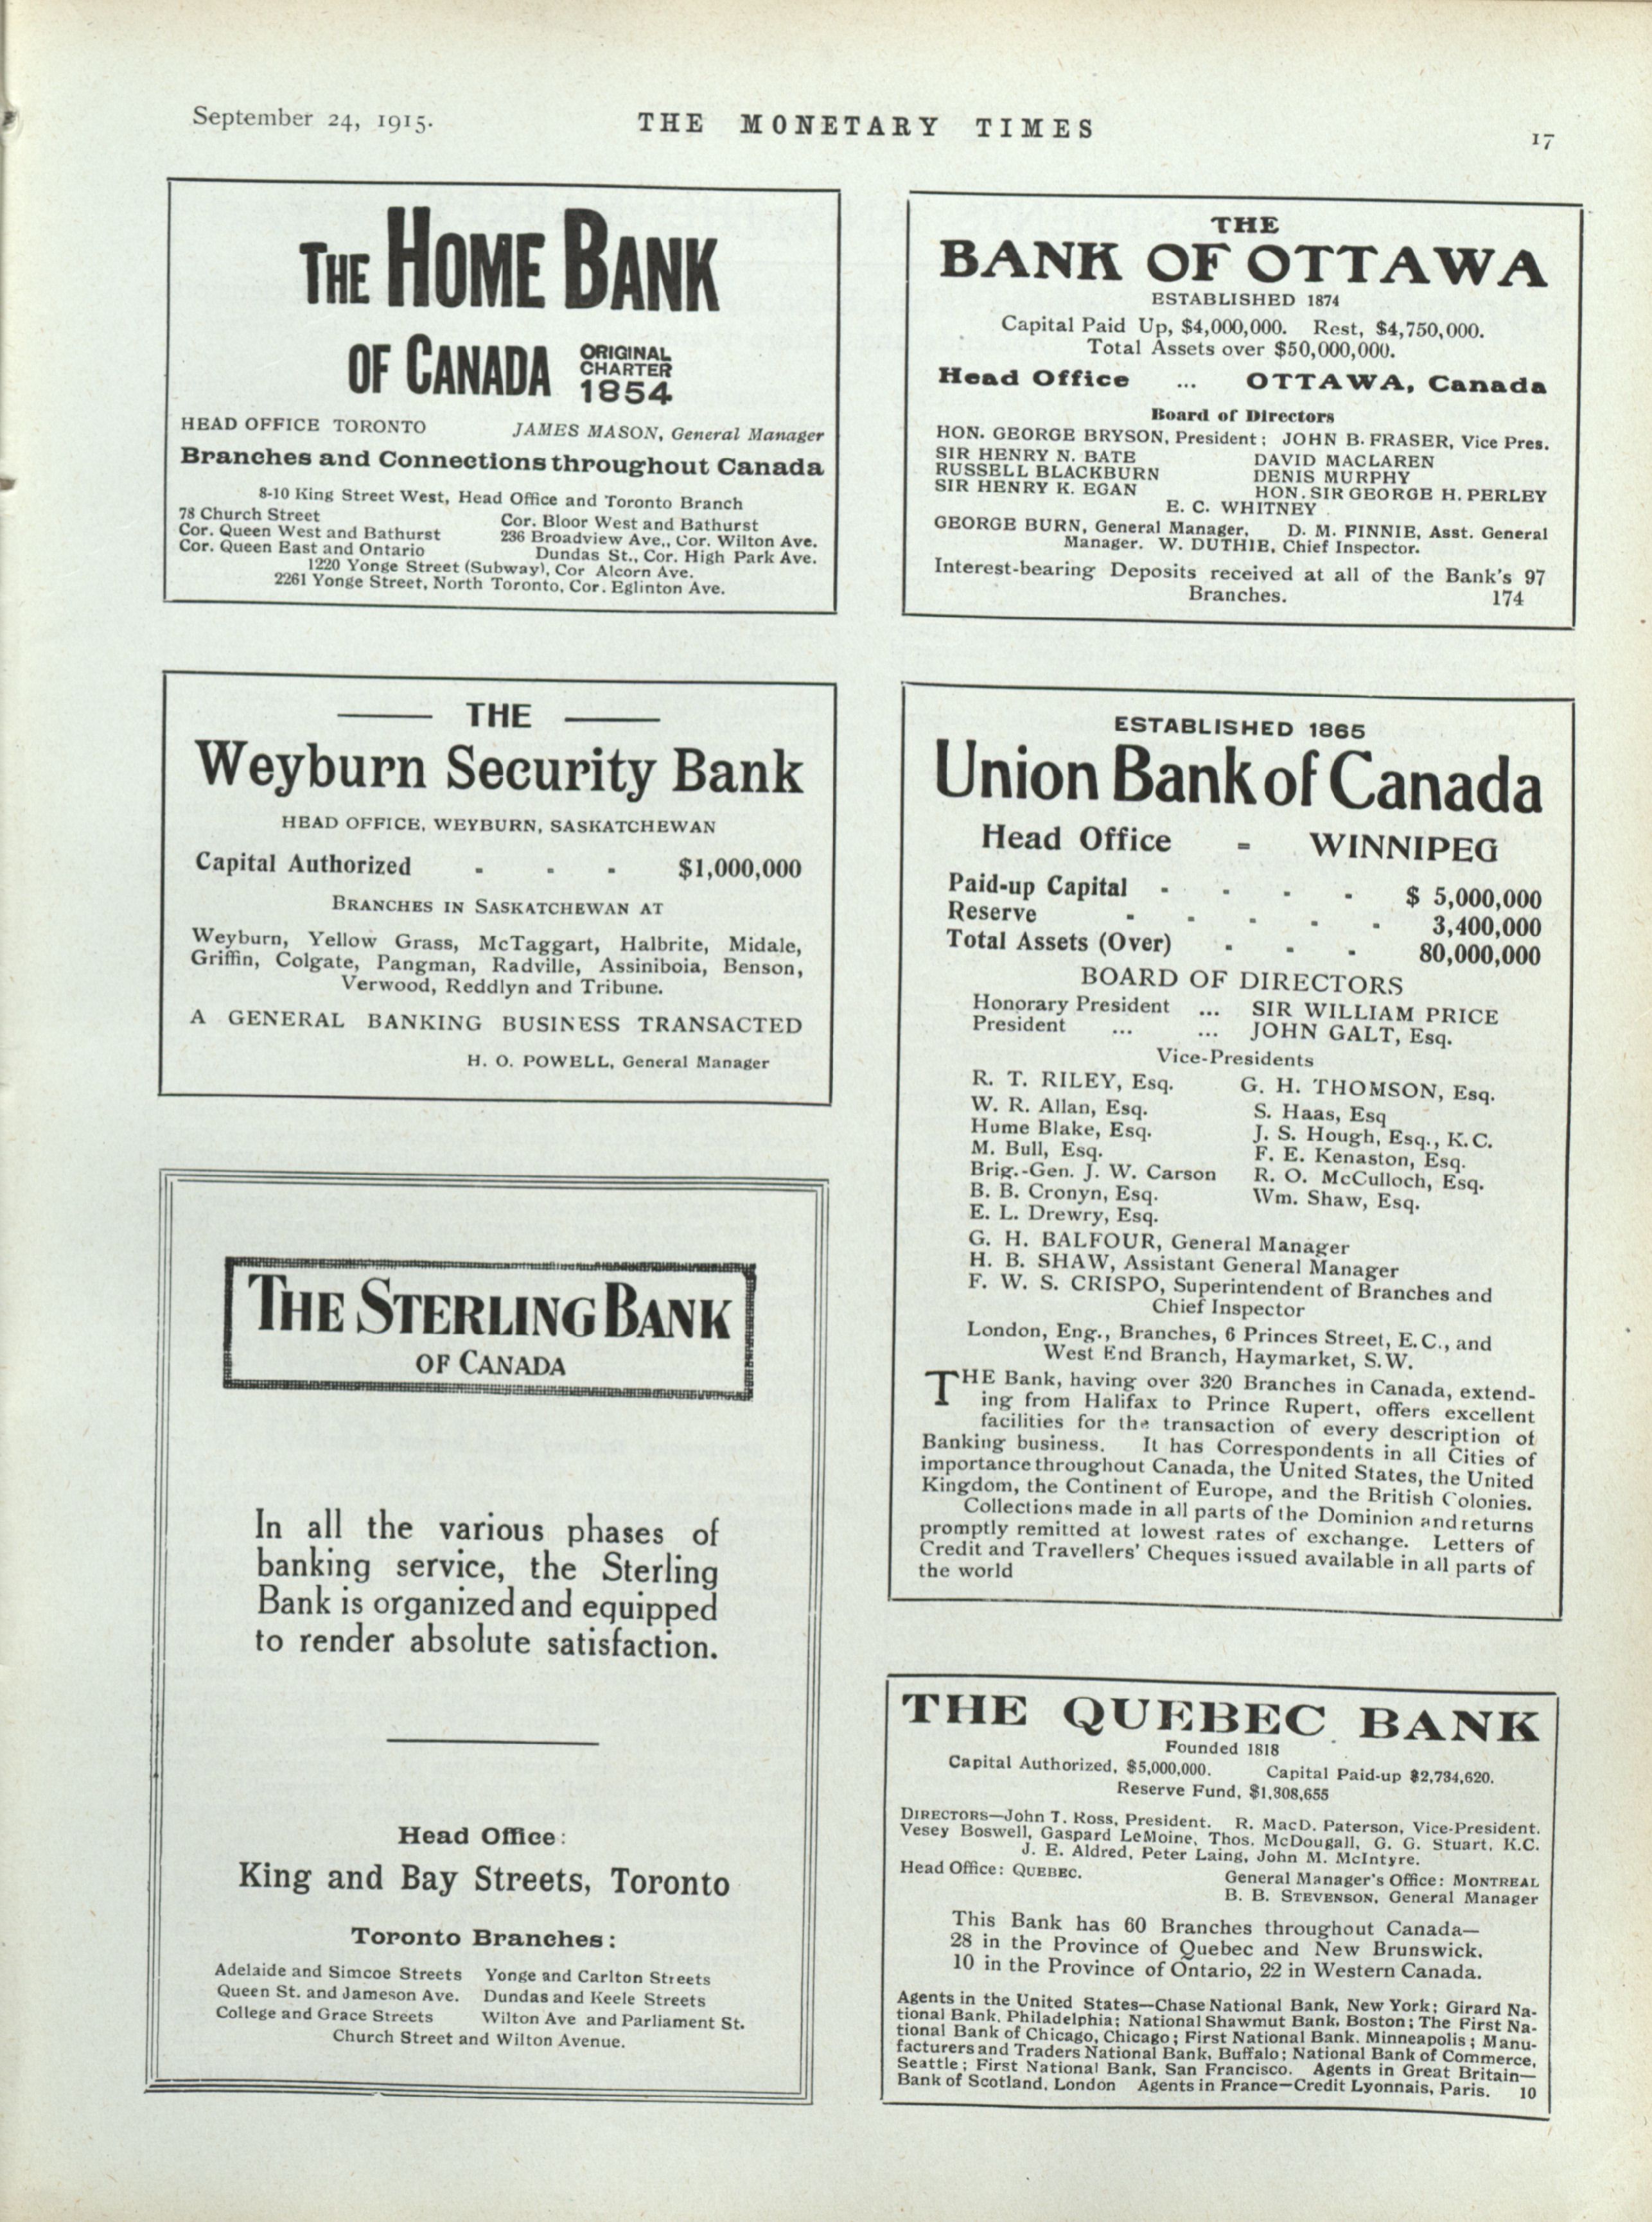 September 24, 1915.
THE MONETARY TIMES
17
THE HOME BANK
OF CANADA
ORIGINAL
CHARTER
1854
HEAD OFFICE TORONTO
JAMES MASON, General Manager
Branches and Connections throughout Canada
8-10 King Street West, Head Office and Toronto Branch
78 Church Street
Cor. Bloor West and Bathurst
Cor. Queen West and Bathurst
236 Broadview Ave., Cor. Wilton Ave.
Cor. Queen East and Ontario
Dundas St., Cor. High Park Ave.
1220 Yonge Street (Subway), Cor Alcorn Ave.
2261 Yonge Street, North Toronto, Cor. Eglinton Ave.
THE
Weyburn Security Bank
HEAD OFFICE, WEYBURN, SASKATCHEWAN
Capital Authorized - - - $1,000,000
BRANCHES IN SASKATCHEWAN AT
Weyburn, Yellow Grass, McTaggart, Halbrite, Midale,
Griffin, Colgate, Pangman, Radville, Assiniboia, Benson,
Verwood, Reddlyn and Tribune.
A GENERAL BANKING BUSINESS TRANSACTED
H. O. POWELL, General Manager
THE STERLING BANK
OF CANADA
In all the various phases of
banking service, the Sterling
Bank is organized and equipped
to render absolute satisfaction.
Head Office:
King and Bay Streets, Toronto
Toronto Branches:
Adelaide and Simcoe Streets Yonge and Carlton Streets
Queen St. and Jameson Ave. Dundas and Keele Streets
College and Grace Streets Wilton Ave and Parliament St.
Church Street and Wilton Avenue.
THE
BANK OF OTTAWA
ESTABLISHED 1874
Capital Paid Up, $4,000,000. Rest, $4,750,000.
Total Assets over $50,000,000.
Head Office ... OTTAWA, Canada
Board of Directors
HON. GEORGE BRYSON, President; JOHN B. FRASER, Vice Pres.
SIR HENRY N. BATE DAVID MACLAREN
RUSSELL BLACKBURN DENIS MURPHY
SIR HENRY K. EGAN HON. SIR GEORGE H. PERLEY
E. C. WHITNEY
GEORGE BURN, General Manager, D. M. FINNIE, Asst. General
Manager. W. DUTHIE, Chief Inspector.
Interest-bearing Deposits received at all of the Bank's 97
Branches. 174
ESTABLISHED 1865
Union Bank of Canada
Head Office - WINNIPEG
Paid-up Capital - - - - $ 5,000,000
Reserve - - - - - 3,400,000
Total Assets (Over) - - - 80,000,000
BOARD OF DIRECTORS
Honorary President ... SIR WILLIAM PRICE
President ... ... JOHN GALT, Esq.
Vice-Presidents
R. T. RILEY, Esq. G. H. THOMSON, Esq.
W. R. Allan, Esq. S. Haas, Esq
Hume Blake, Esq. J. S. Hough, Esq., K.C.
M. Bull, Esq. F. E. Kenaston, Esq.
Brig.-Gen. J. W. Carson R. O. McCulloch, Esq.
B. B. Cronyn, Esq. Wm. Shaw, Esq.
E. L. Drewry, Esq.
G. H. BALFOUR, General Manager
H. B. SHAW, Assistant General Manager
F. W. S. CRISPO, Superintendent of Branches and
Chief Inspector
London, Eng., Branches, 6 Princes Street, E.C., and
West End Branch, Haymarket, S.W.
THE Bank, having over 320 Branches in Canada, extend-
ing from Halifax to Prince Rupert, offers excellent
facilities for the transaction of every description of
Banking business. It has Correspondents in all Cities of
importance throughout Canada, the United States, the United
Kingdom, the Continent of Europe, and the British Colonies.
Collections made in all parts of the Dominion and returns
promptly remitted at lowest rates of exchange. Letters of
Credit and Travellers' Cheques issued available in all parts of
the world
THE QUEBEC BANK
Founded 1818
Capital Authorized, $5,000,000. Capital Paid-up $2,734,620.
Reserve Fund, $1,308,655
DIRECTORS—John T. Ross, President. R. MacD. Paterson, Vice-President.
Vesey Boswell, Gaspard LeMoine, Thos. McDougall, G. G. Stuart, K.C.
J. E. Aldred, Peter Laing, John M. McIntyre.
Head Office: QUEBEC. General Manager's Office: MONTREAL
B. B. STEVENSON, General Manager
This Bank has 60 Branches throughout Canada—
28 in the Province of Quebec and New Brunswick,
10 in the Province of Ontario, 22 in Western Canada.
Agents in the United States—Chase National Bank, New York; Girard Na-
tional Bank, Philadelphia; National Shawmut Bank, Boston; The First Na-
tional Bank of Chicago, Chicago; First National Bank, Minneapolis; Manu-
facturers and Traders National Bank, Buffalo; National Bank of Commerce,
Seattle; First National Bank, San Francisco. Agents in Great Britain—
Bank of Scotland, London Agents in France—Credit Lyonnais, Paris. 10